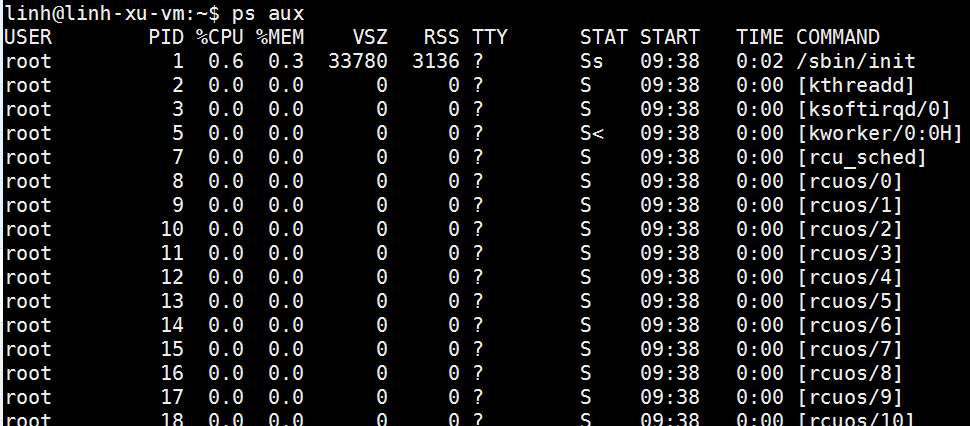 linh@linh-xu-vm:~$ ps aux
USER       PID %CPU %MEM    VSZ   RSS TTY      STAT START   TIME COMMAND
root         1  0.6  0.3  33780  3136 ?        Ss   09:38   0:02 /sbin/init
root         2  0.0  0.0      0     0 ?        S    09:38   0:00 [kthreadd]
root         3  0.0  0.0      0     0 ?        S    09:38   0:00 [ksoftirqd/0]
root         5  0.0  0.0      0     0 ?        S<   09:38   0:00 [kworker/0:0H]
root         7  0.0  0.0      0     0 ?        S    09:38   0:00 [rcu_sched]
root         8  0.0  0.0      0     0 ?        S    09:38   0:00 [rcuos/0]
root         9  0.0  0.0      0     0 ?        S    09:38   0:00 [rcuos/1]
root        10  0.0  0.0      0     0 ?        S    09:38   0:00 [rcuos/2]
root        11  0.0  0.0      0     0 ?        S    09:38   0:00 [rcuos/3]
root        12  0.0  0.0      0     0 ?        S    09:38   0:00 [rcuos/4]
root        13  0.0  0.0      0     0 ?        S    09:38   0:00 [rcuos/5]
root        14  0.0  0.0      0     0 ?        S    09:38   0:00 [rcuos/6]
root        15  0.0  0.0      0     0 ?        S    09:38   0:00 [rcuos/7]
root        16  0.0  0.0      0     0 ?        S    09:38   0:00 [rcuos/8]
root        17  0.0  0.0      0     0 ?        S    09:38   0:00 [rcuos/9]
root        18  0.0  0.0      0     0 ?        S    09:38   0:00 [rcuos/10]